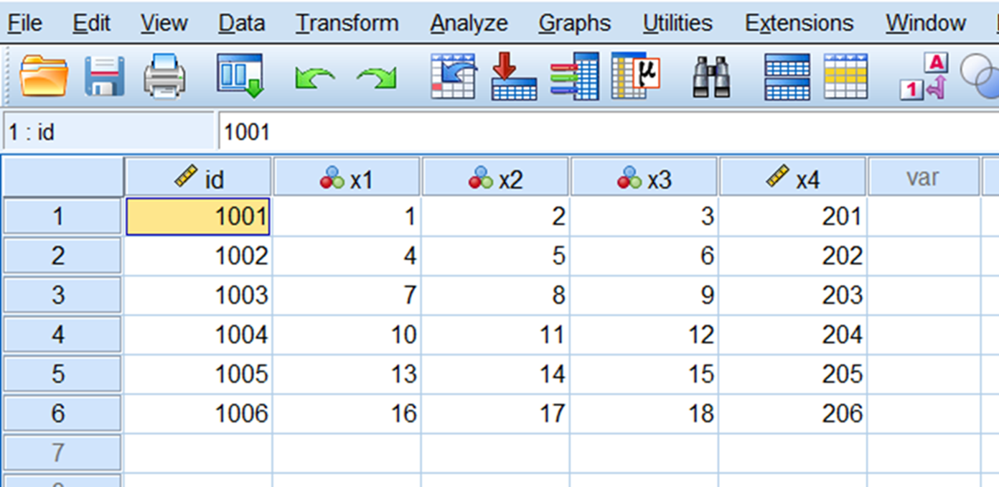 File Edit View Data Transform Analyze Graphs Utilities Extensions Window
A
μ
1
1 : id 1001
id x1 x2 x3 x4 var
1 1001 1 2 3 201
2 1002 4 5 6 202
3 1003 7 8 9 203
4 1004 10 11 12 204
5 1005 13 14 15 205
6 1006 16 17 18 206
7